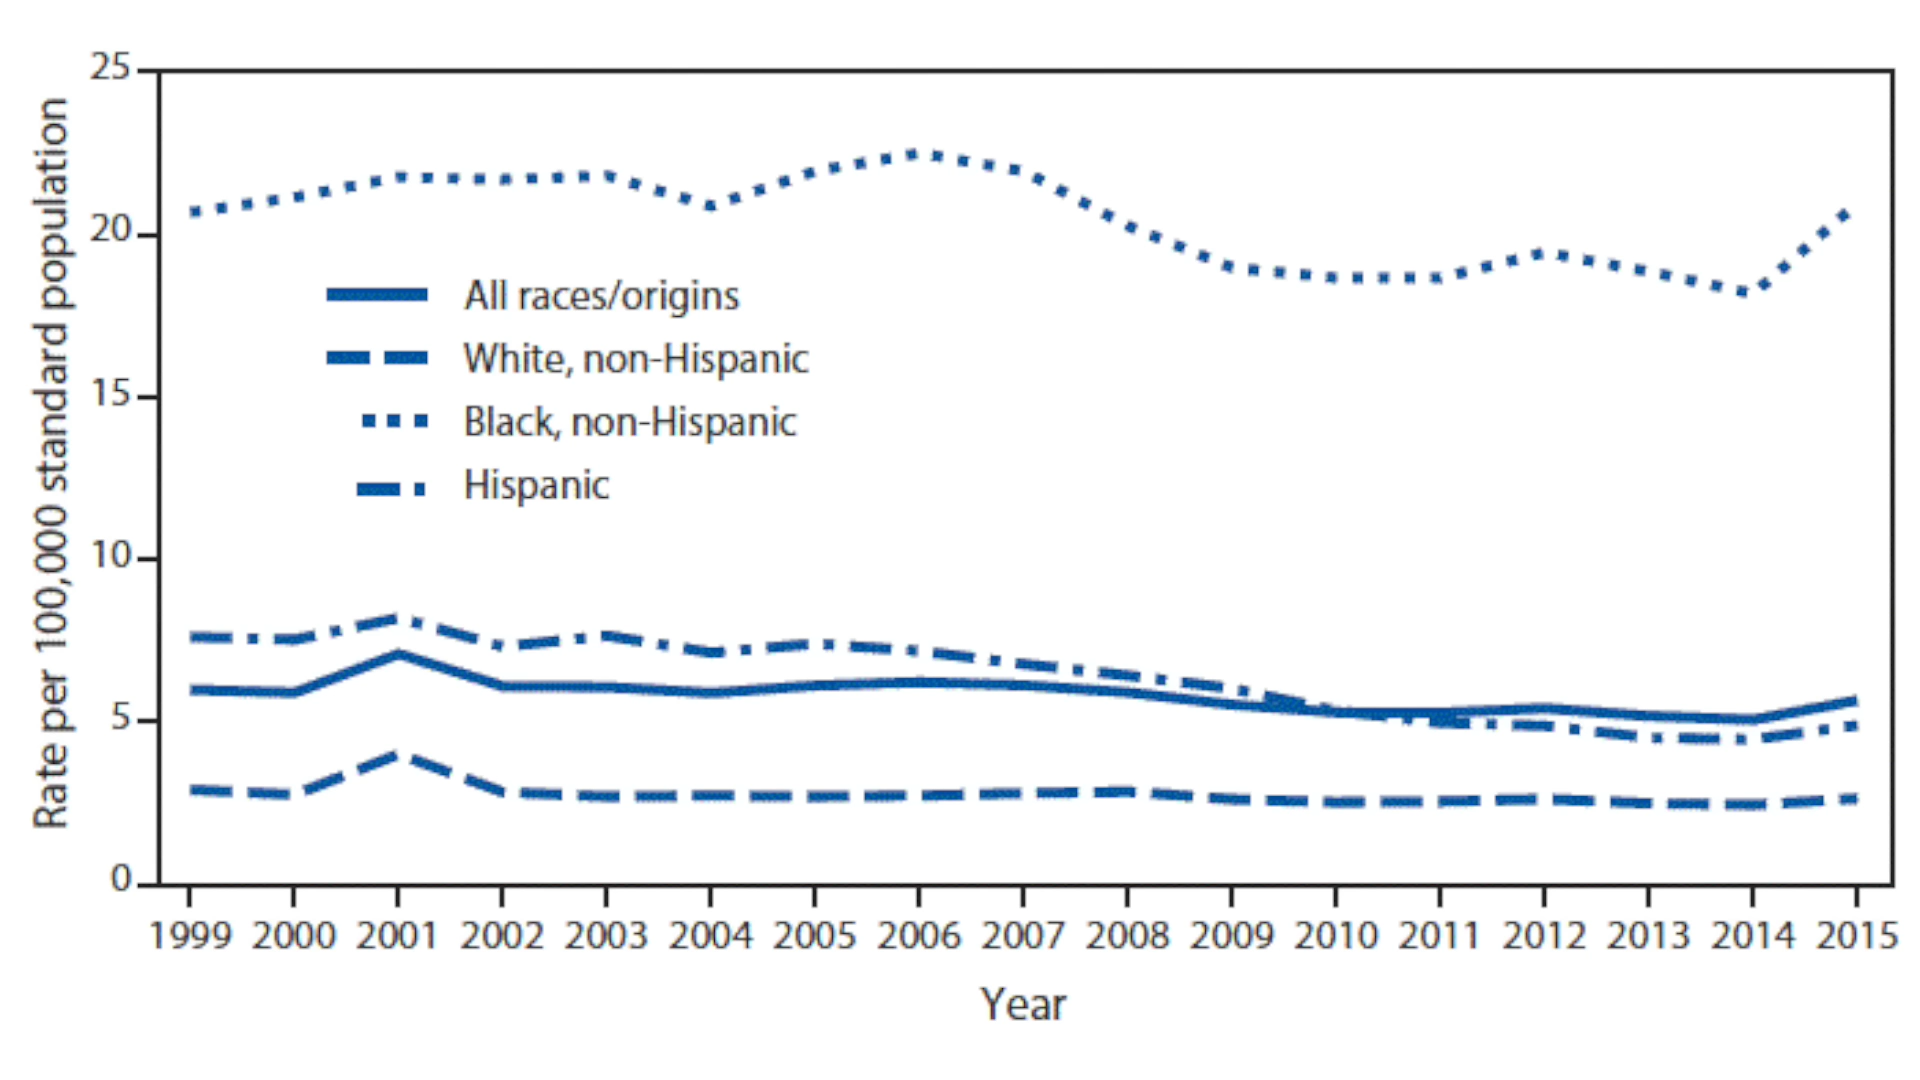 Rate per 100,000 standard population
25
20
15
10
5
0
All races/origins
White, non-Hispanic
Black, non-Hispanic
Hispanic
1999 2000 2001 2002 2003 2004 2005 2006 2007 2008 2009 2010 2011 2012 2013 2014 2015
Year